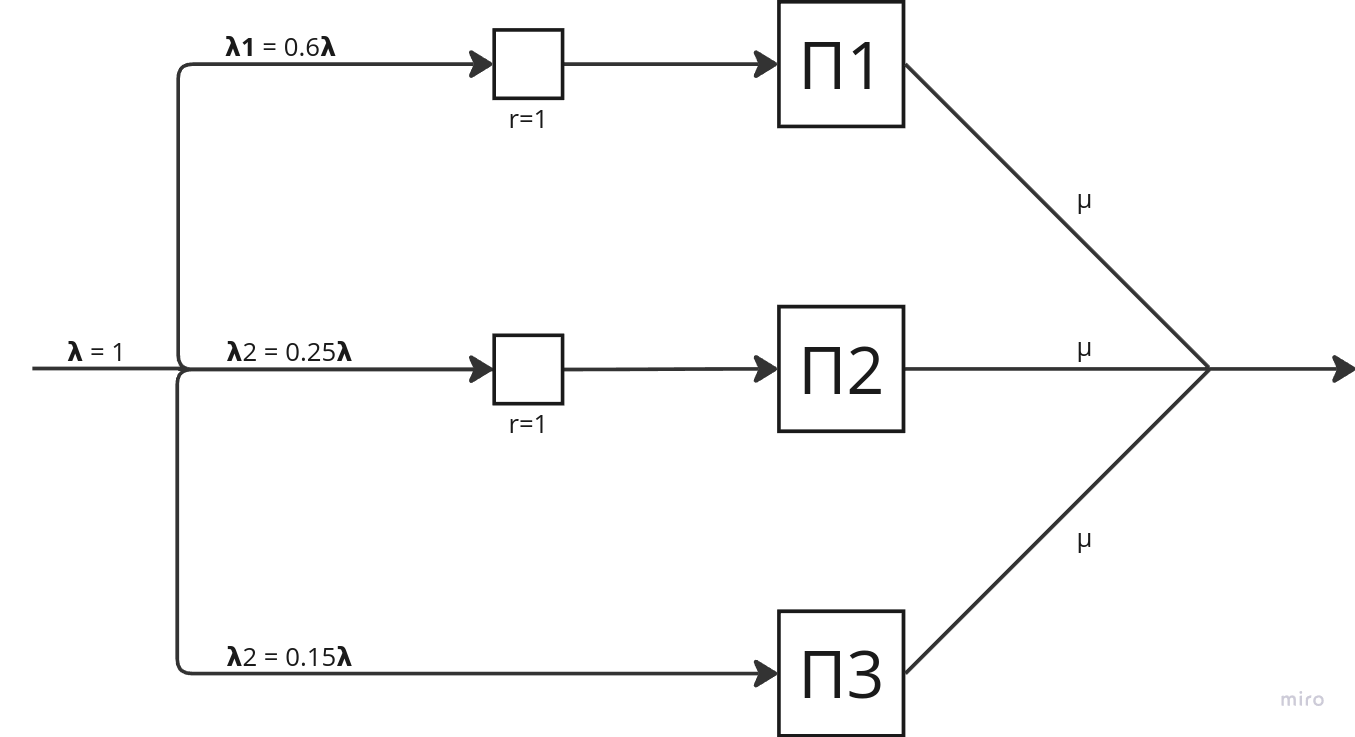 λ1 = 0.6λ
r=1
П1
μ
λ = 1
λ2 = 0.25λ
r=1
П2
μ
μ
λ2 = 0.15λ
П3
miro